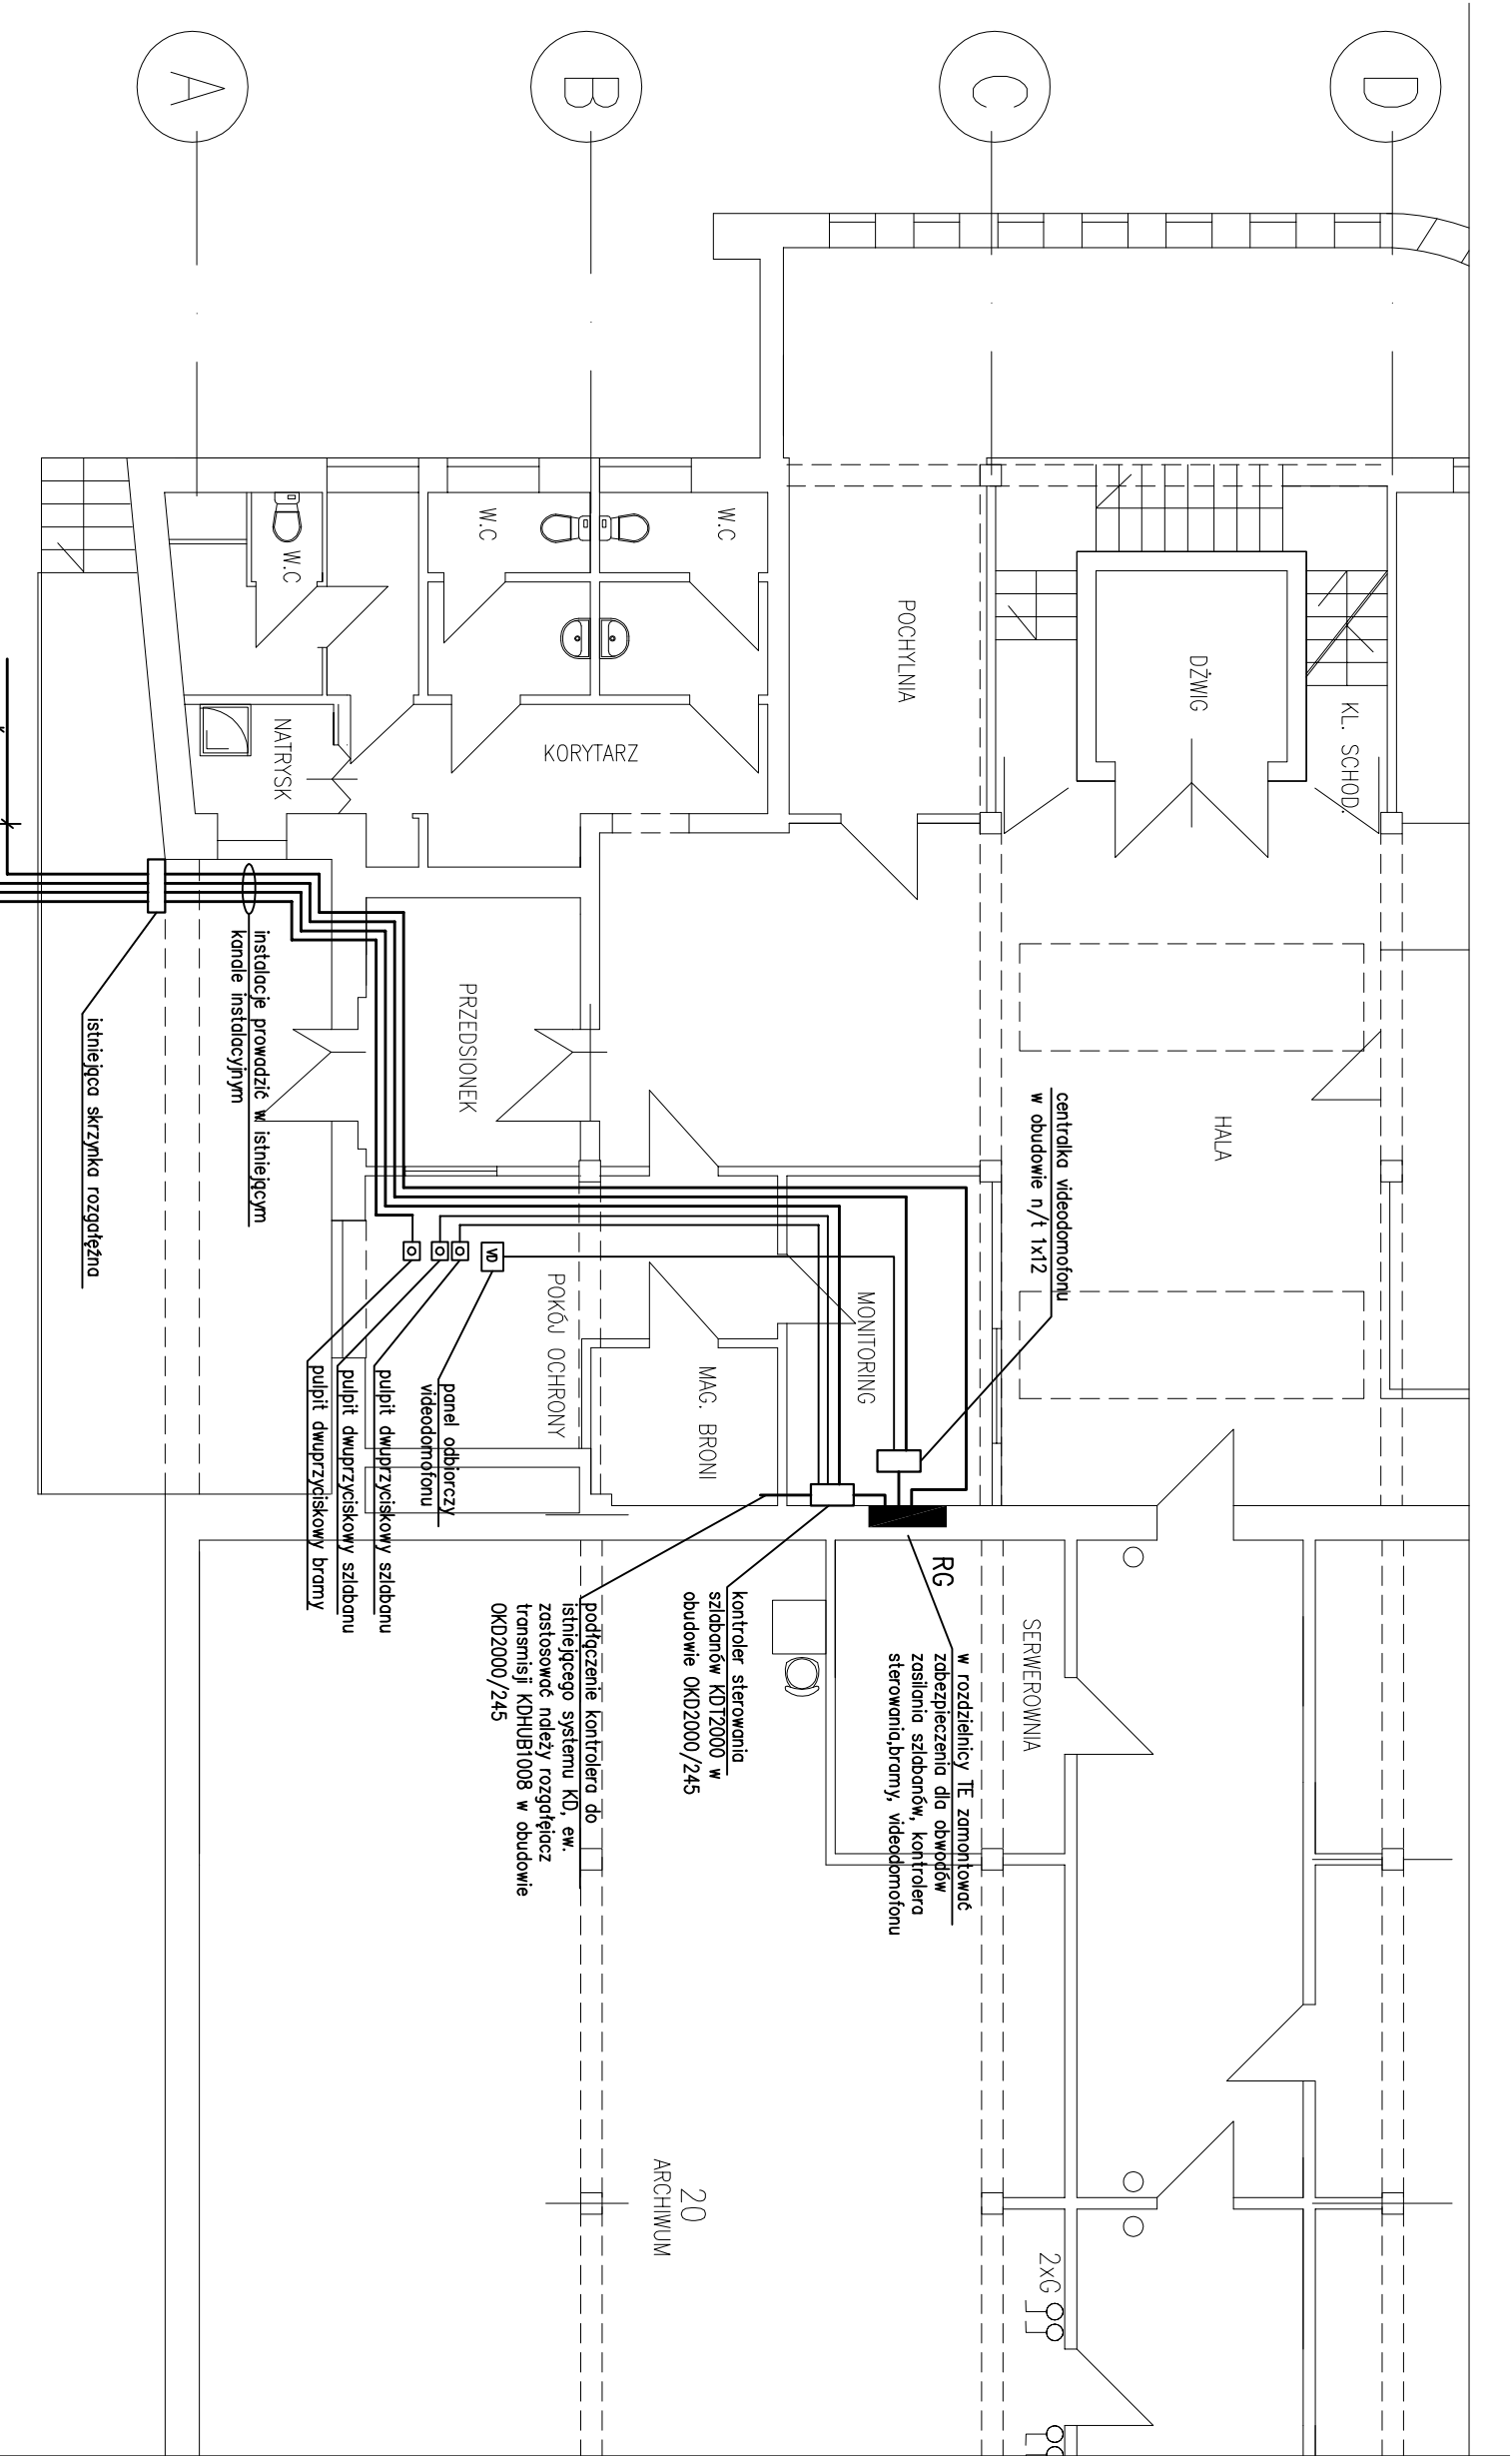 D
C
B
A
KL. SCHOD.
DŹWIG
POCHYLNIA
W.C
W.C
W.C
KORYTARZ
NATRYSK
HALA
PRZEDSIONEK
centralka videodomofonu
w obudowie n/t 1x12
MONITORING
MAG. BRONI
POKÓJ OCHRONY
VD
instalacje prowadzić w istniejącym
kanale instalacyjnym
istniejąca skrzynka rozgałęźna
panel odbiorczy
videodomofonu
pulpit dwuprzyciskowy szlabanu
pulpit dwuprzyciskowy szlabanu
pulpit dwuprzyciskowy bramy
RG
SERWEROWNIA
w rozdzielnicy TE zamontować
zabezpieczenia dla obwodów
zasilania szlabanów, kontrolera
sterowania,bramy, videodomofonu
kontroler sterowania
szlabanów KDT2000 w
obudowie OKD2000/245
podłączenie kontrolera do
istniejącego systemu KD, ew.
zastosować należy rozgałęjacz
transmisji KDHUB1008 w obudowie
OKD2000/245
20
ARCHIWUM
2xG